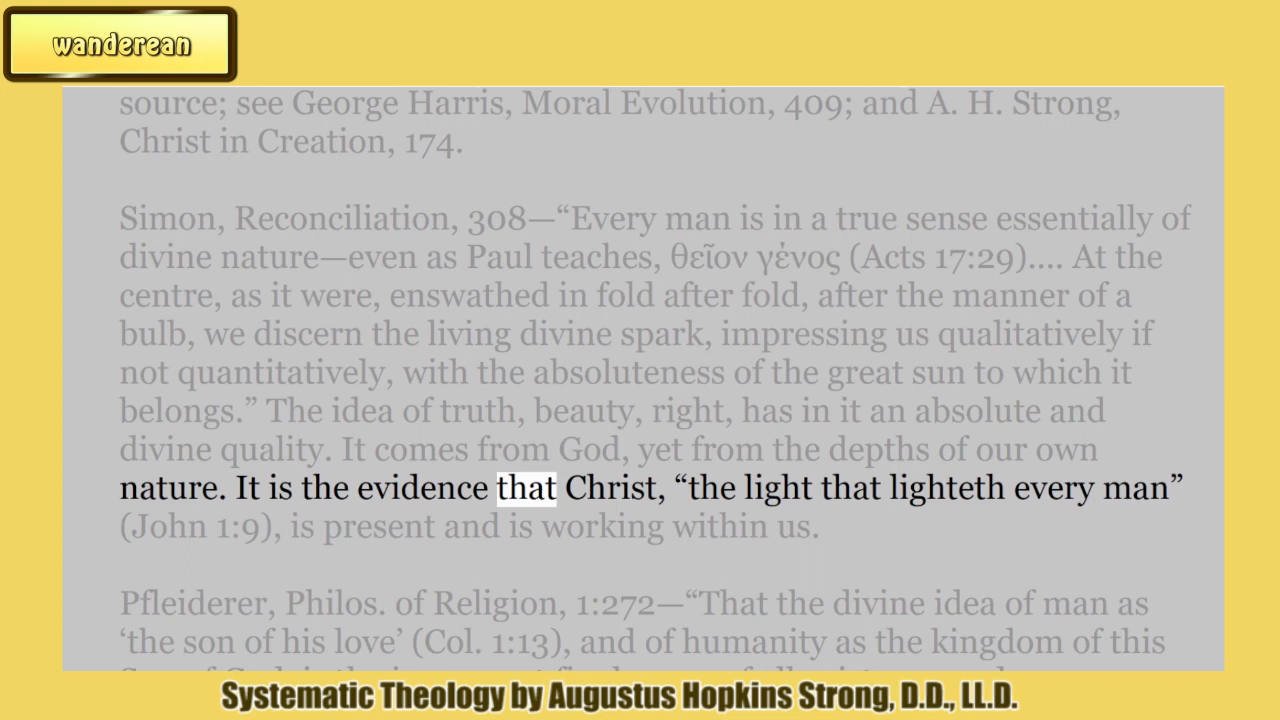 wanderean
source; see George Harris, Moral Evolution, 409; and A. H. Strong,
Christ in Creation, 174.
Simon, Reconciliation, 308—“Every man is in a true sense essentially of
divine nature—even as Paul teaches, θεῖον γένος (Acts 17:29).... At the
centre, as it were, enswathed in fold after fold, after the manner of a
bulb, we discern the living divine spark, impressing us qualitatively if
not quantitatively, with the absoluteness of the great sun to which it
belongs.” The idea of truth, beauty, right, has in it an absolute and
divine quality. It comes from God, yet from the depths of our own
nature. It is the evidence that Christ, “the light that lighteth every man”
(John 1:9), is present and is working within us.
Pfleiderer, Philos. of Religion, 1:272—“That the divine idea of man as
‘the son of his love’ (Col. 1:13), and of humanity as the kingdom of this
Systematic Theology by Augustus Hopkins Strong, D.D., LL.D.